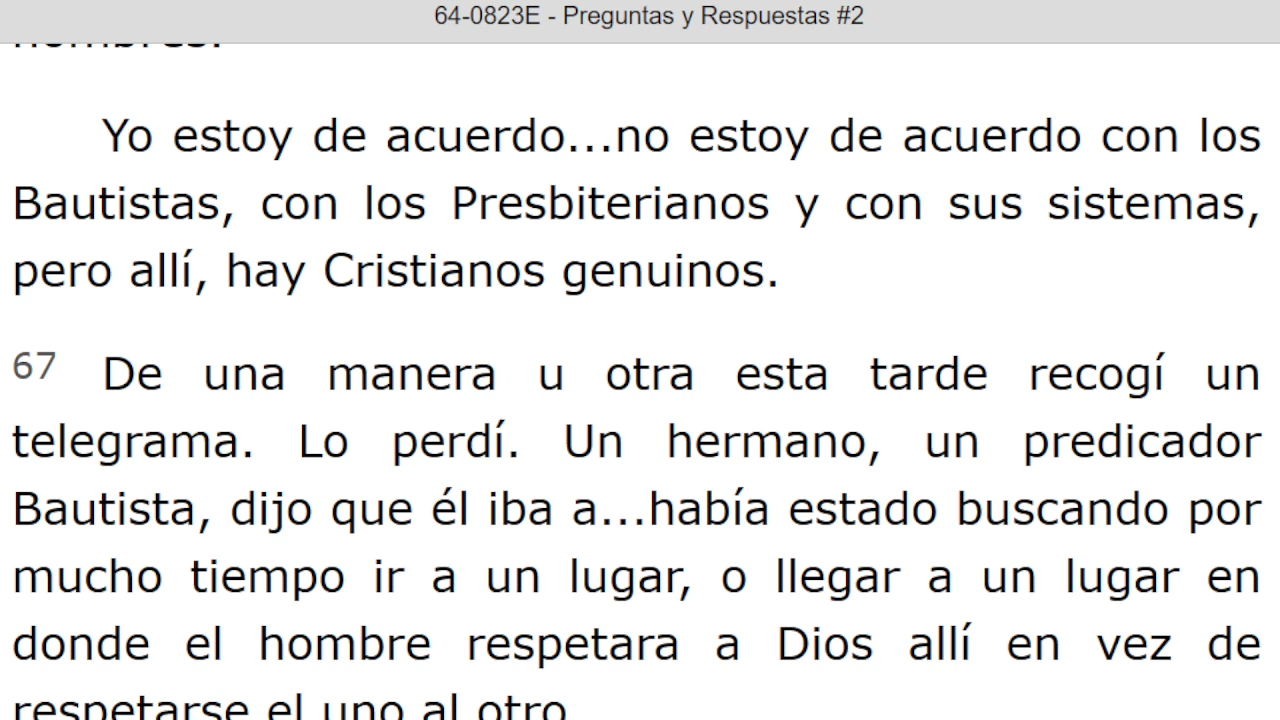 64-0823E - Preguntas y Respuestas #2
hombres.
Yo estoy de acuerdo...no estoy de acuerdo con los
Bautistas, con los Presbiterianos y con sus sistemas,
pero allí, hay Cristianos genuinos.
67 De una manera u otra esta tarde recogí un
telegrama. Lo perdí. Un hermano, un predicador
Bautista, dijo que él iba a...había estado buscando por
mucho tiempo ir a un lugar, o llegar a un lugar en
donde el hombre respetara a Dios allí en vez de
respetarse el uno al otro.